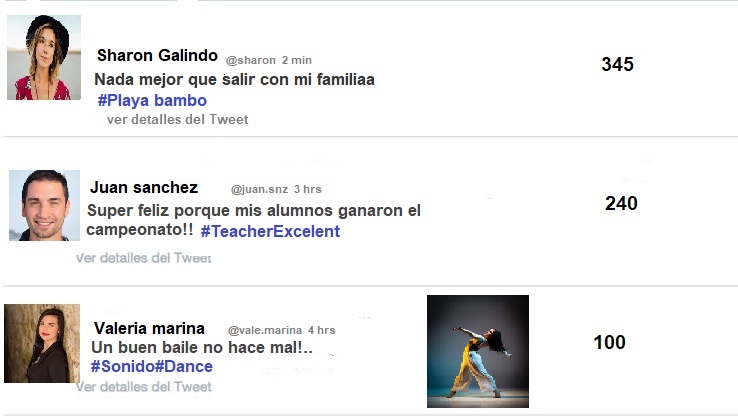 Sharon Galindo @sharon 2 min 345
Nada mejor que salir con mi familiaa
#Playa bambo
ver detalles del Tweet
Juan sanchez @juan.snz 3 hrs 240
Super feliz porque mis alumnos ganaron el
campeonato!! #TeacherExcelent
Ver detalles del Tweet
Valeria marina @vale.marina 4 hrs 100
Un buen baile no hace mal!..
#Sonido#Dance
Ver detalles del Tweet